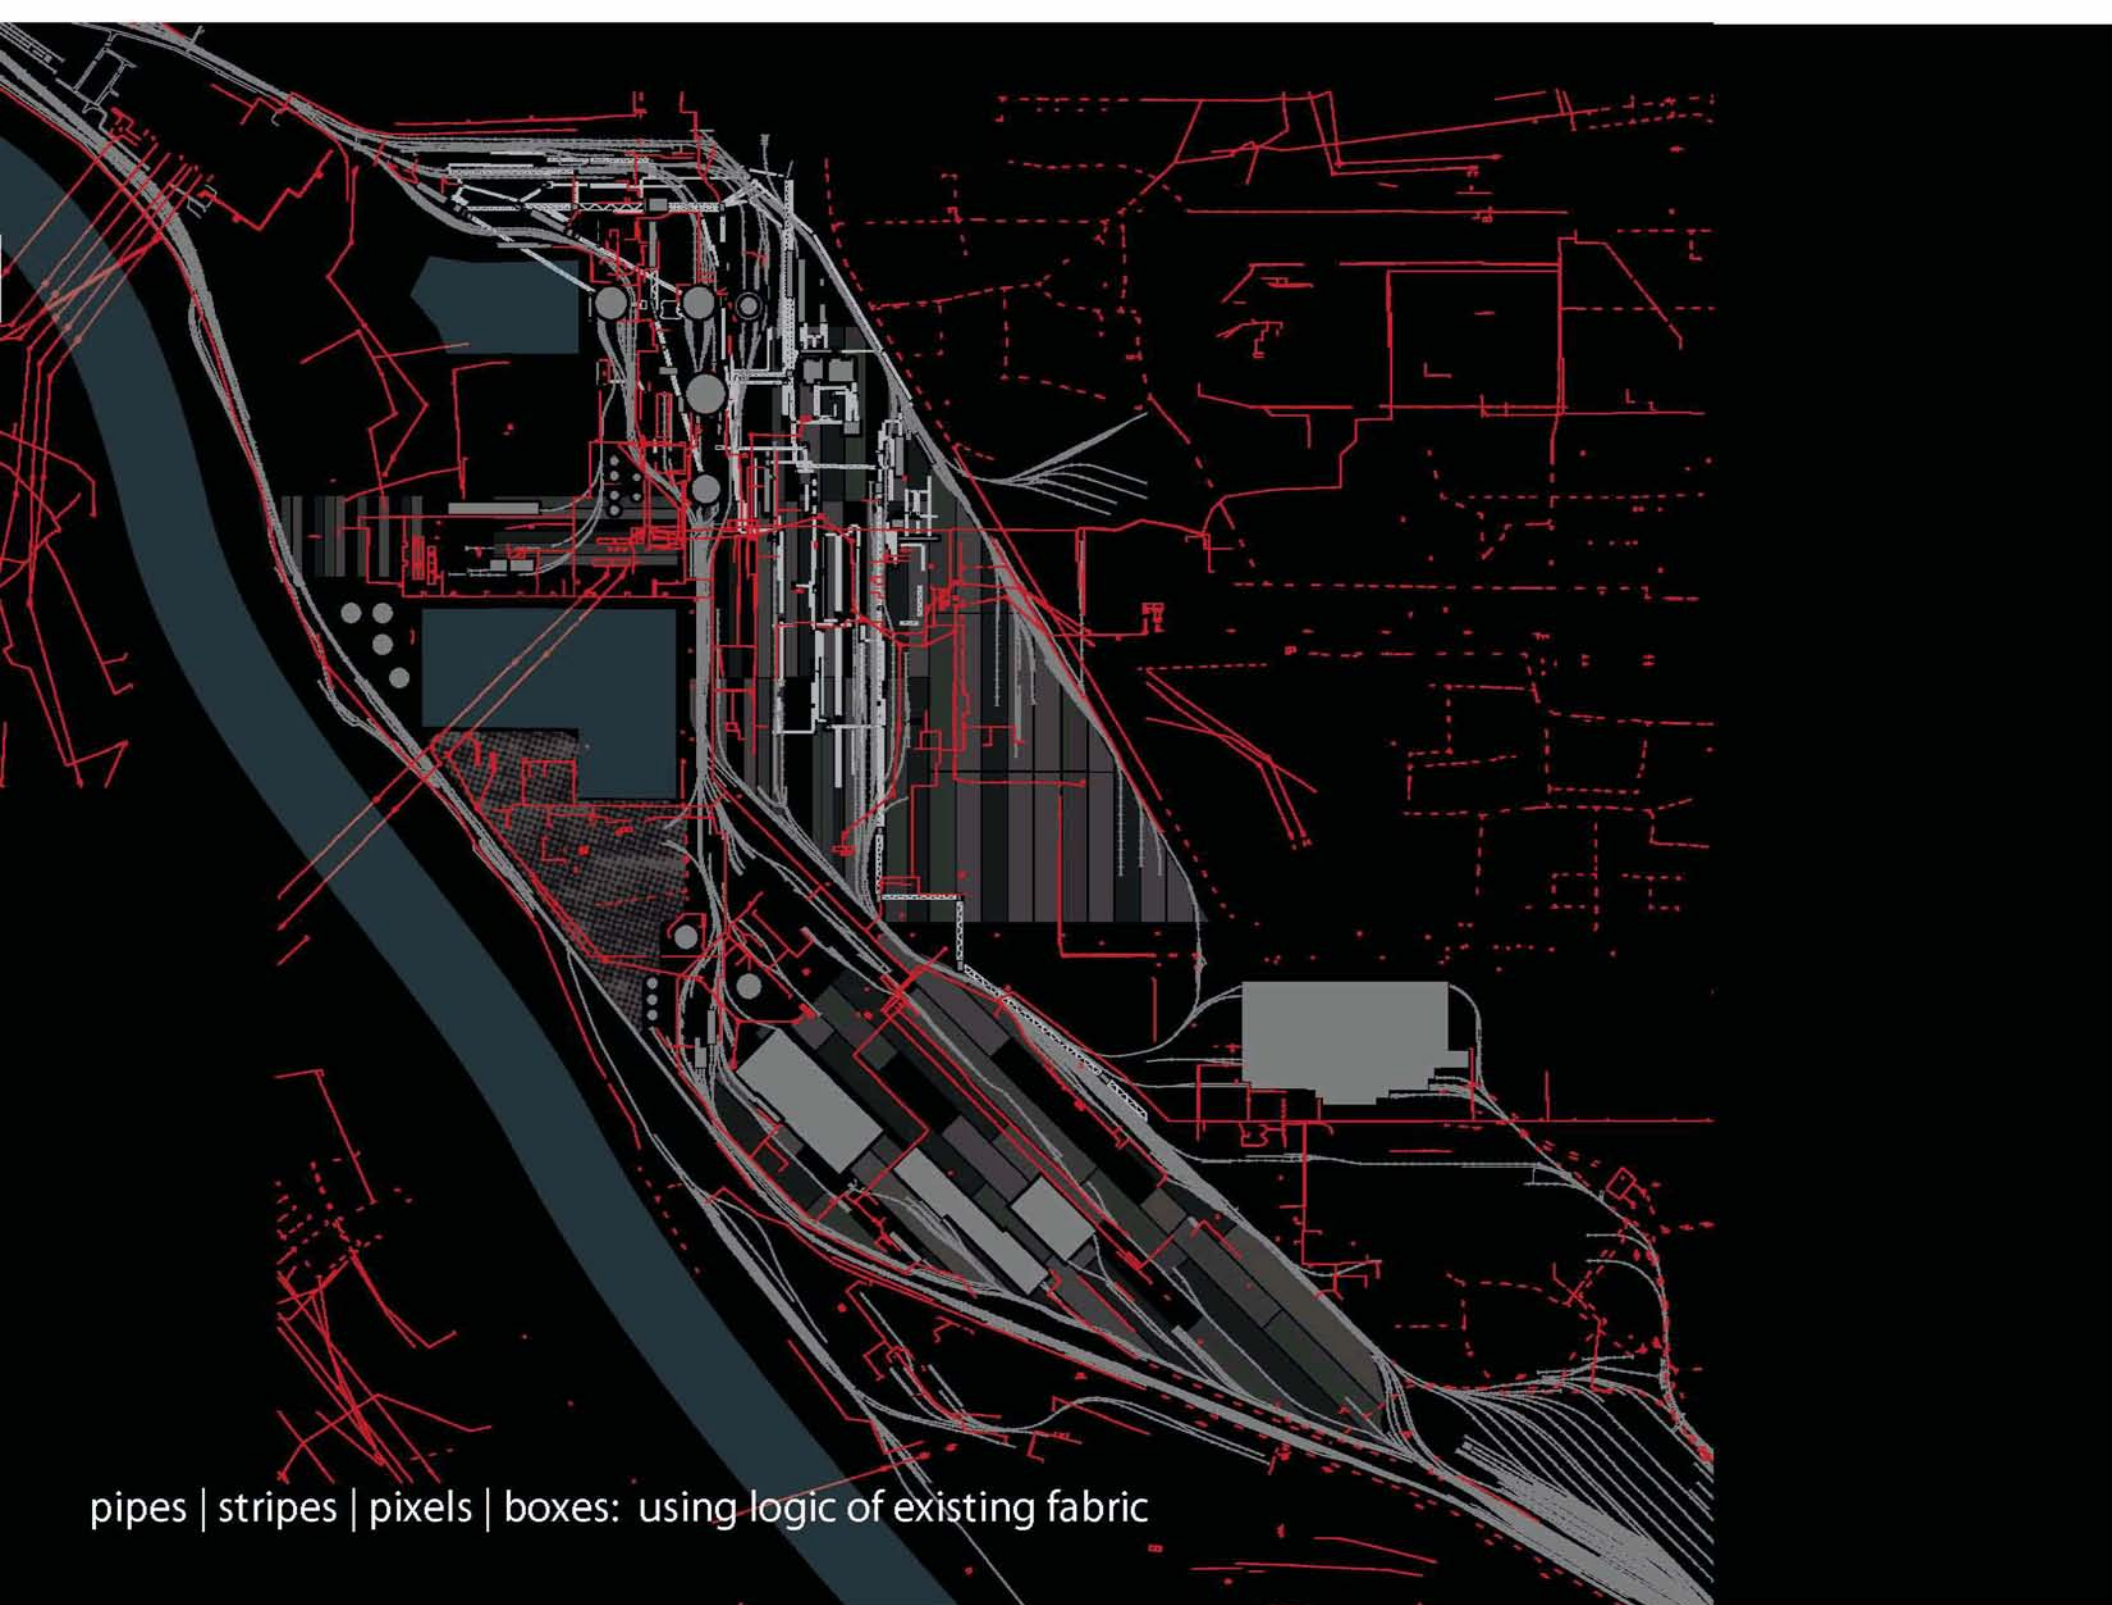 pipes | stripes | pixels | boxes: using logic of existing fabric